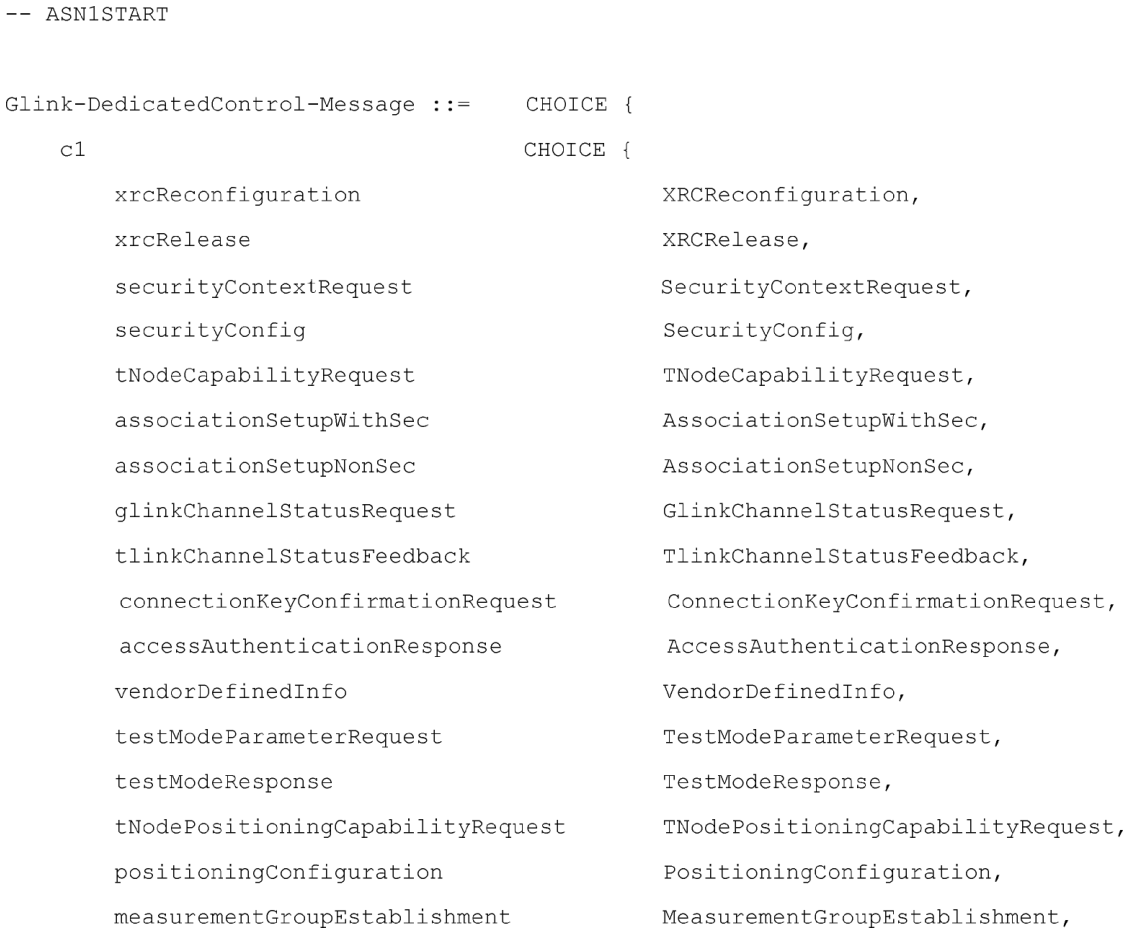 -- ASN1START
Glink-DedicatedControl-Message ::= CHOICE {
c1 CHOICE {
xrcReconfiguration XRCReconfiguration,
xrcRelease XRCRelease,
securityContextRequest SecurityContextRequest,
securityConfig SecurityConfig,
tNodeCapabilityRequest TNodeCapabilityRequest,
associationSetupWithSec AssociationSetupWithSec,
associationSetupNonSec AssociationSetupNonSec,
glinkChannelStatusRequest GlinkChannelStatusRequest,
tlinkChannelStatusFeedback TlinkChannelStatusFeedback,
connectionKeyConfirmationRequest ConnectionKeyConfirmationRequest,
accessAuthenticationResponse AccessAuthenticationResponse,
vendorDefinedInfo VendorDefinedInfo,
testModeParameterRequest TestModeParameterRequest,
testModeResponse TestModeResponse,
tNodePositioningCapabilityRequest TNodePositioningCapabilityRequest,
positioningConfiguration PositioningConfiguration,
measurementGroupEstablishment MeasurementGroupEstablishment,